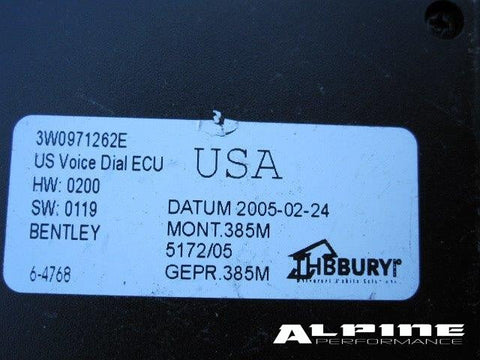 3W0971262E
US Voice Dial ECU
USA
HW: 0200
SW: 0119
DATUM 2005-02-24
BENTLEY
MONT.385M
5172/05
6-4768
GEPR.385M
ALPINE
PERFORMANCE